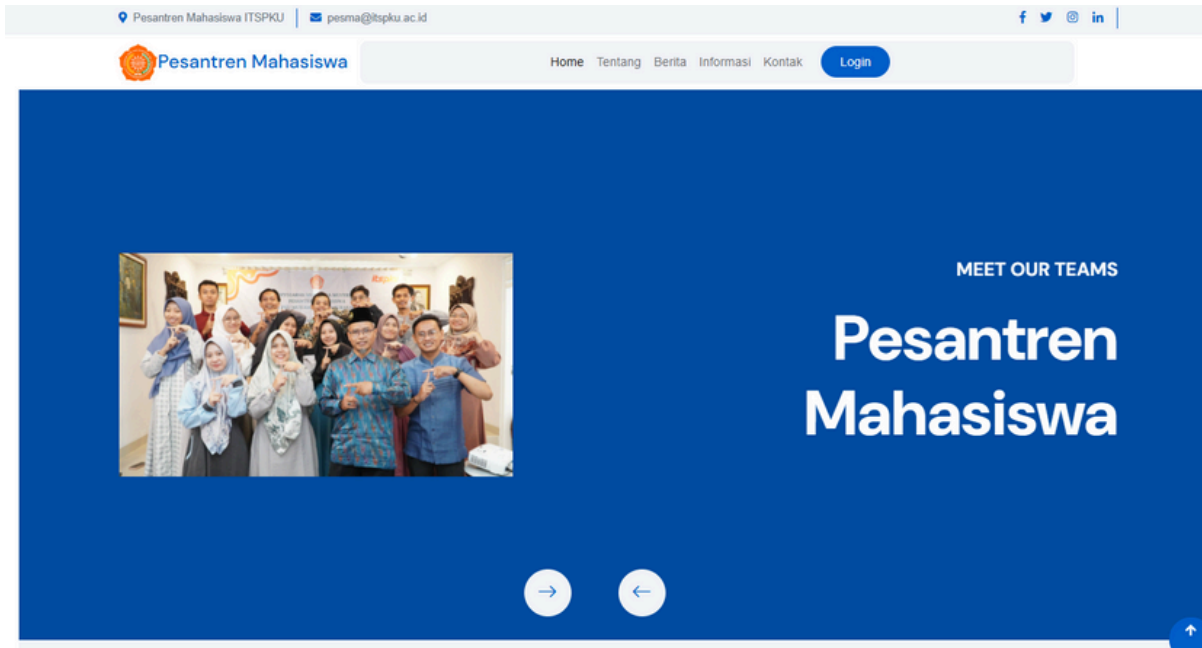 Pesantren Mahasiswa ITSPKU
pesma@itspku.ac.id
Pesantren Mahasiswa
Home Tentang Berita Informasi Kontak Login
MEET OUR TEAMS
Pesantren
Mahasiswa